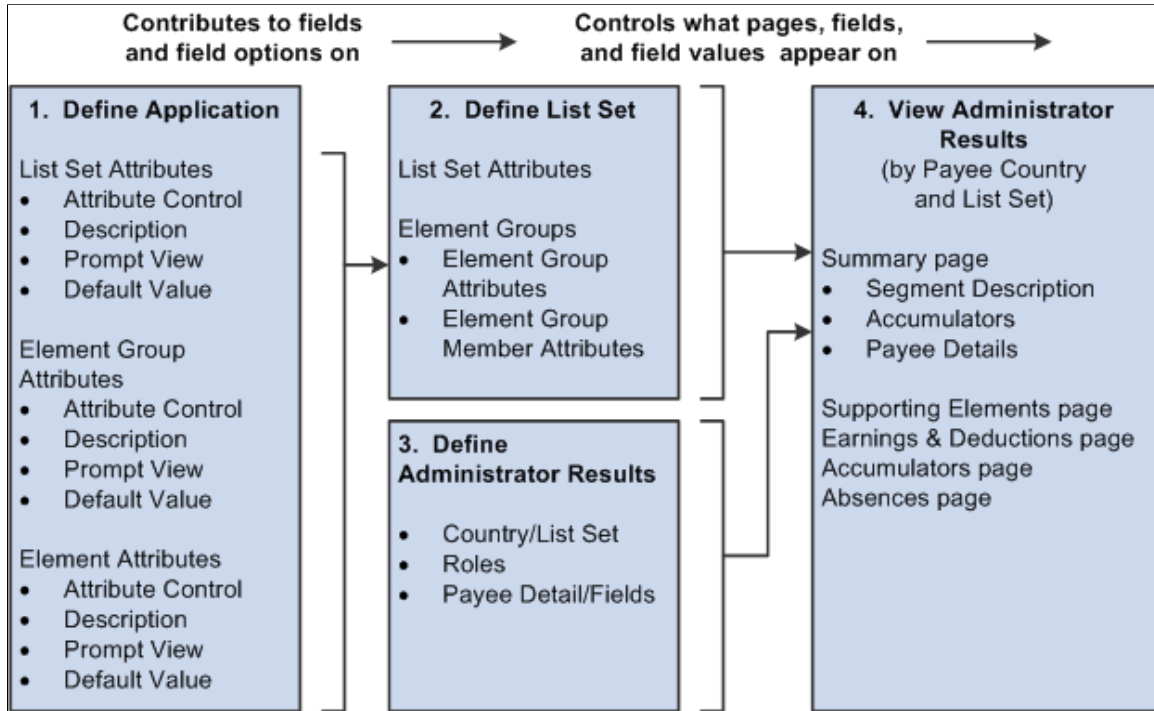 Contributes to fields
and field options on
Controls what pages, fields,
and field values appear on
1. Define Application
List Set Attributes
• Attribute Control
• Description
• Prompt View
• Default Value
Element Group
Attributes
• Attribute Control
• Description
• Prompt View
• Default Value
Element Attributes
• Attribute Control
• Description
• Prompt View
• Default Value
2. Define List Set
List Set Attributes
Element Groups
• Element Group
Attributes
• Element Group
Member Attributes
3. Define
Administrator Results
• Country/List Set
• Roles
• Payee Detail/Fields
4. View Administrator
Results
(by Payee Country
and List Set)
Summary page
• Segment Description
• Accumulators
• Payee Details
Supporting Elements page
Earnings & Deductions page
Accumulators page
Absences page